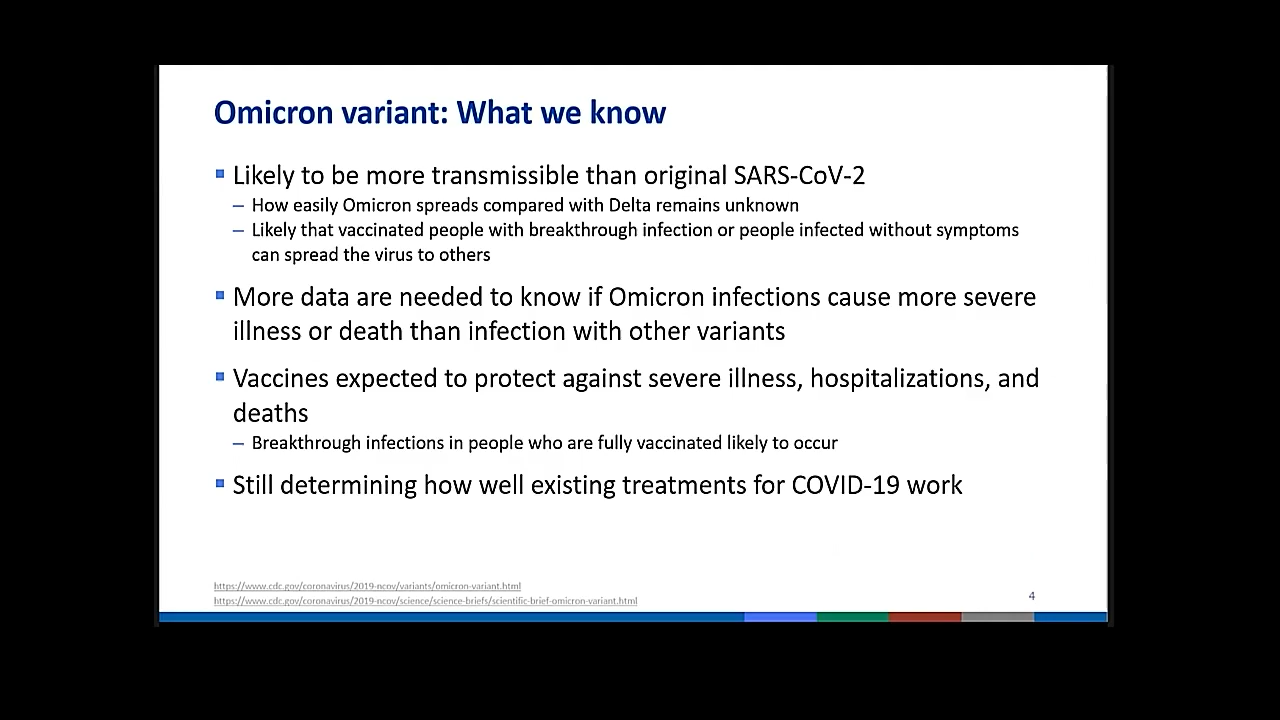 Omicron variant: What we know
Likely to be more transmissible than original SARS-CoV-2
– How easily Omicron spreads compared with Delta remains unknown
– Likely that vaccinated people with breakthrough infection or people infected without symptoms
can spread the virus to others
More data are needed to know if Omicron infections cause more severe
illness or death than infection with other variants
Vaccines expected to protect against severe illness, hospitalizations, and
deaths
– Breakthrough infections in people who are fully vaccinated likely to occur
Still determining how well existing treatments for COVID-19 work
https://www.cdc.gov/coronavirus/2019-ncov/variants/omicron-variant.html
https://www.cdc.gov/coronavirus/2019-ncov/science/science-briefs/scientific-brief-omicron-variant.html
4